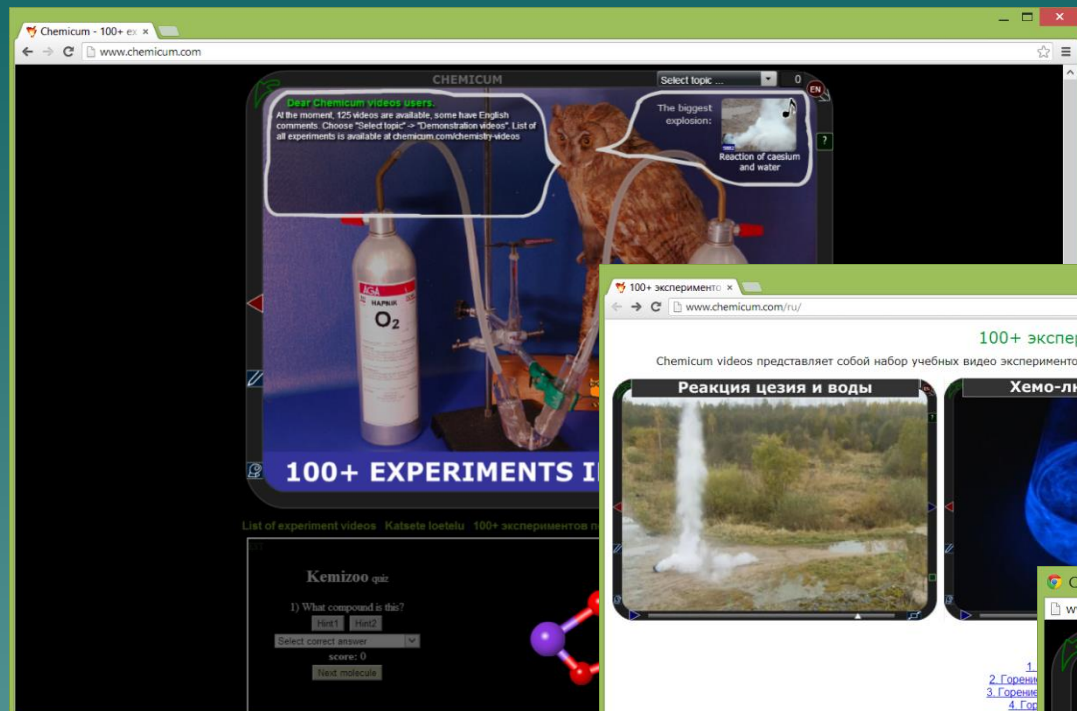 Chemicum - 100+ ex
www.chemicum.com
CHEMICUM
Select topic ...
0
EN
Dear Chemicum videos users.
At the moment, 125 videos are available, some have English
comments. Choose "Select topic" -> "Demonstration videos". List of
all experiments is available at chemicum.com/chemistry-videos
The biggest
explosion:
?
Reaction of caesium
and water
AGA
HAPNIK
O2
100+ EXPERIMENTS I
List of experiment videos Katsete loetelu 100+ экспериментов п
Kemizoo quiz
1) What compound is this?
Hint1 Hint2
Select correct answer
score: 0
Next molecule
100+ эксперименто
www.chemicum.com/ru/
100+ экспер
Chemicum videos представляет собой набор учебных видео эксперименто
Реакция цезия и воды
Хемо-лю
1.
2. Горени
3. Горение
4. Гор
C
w